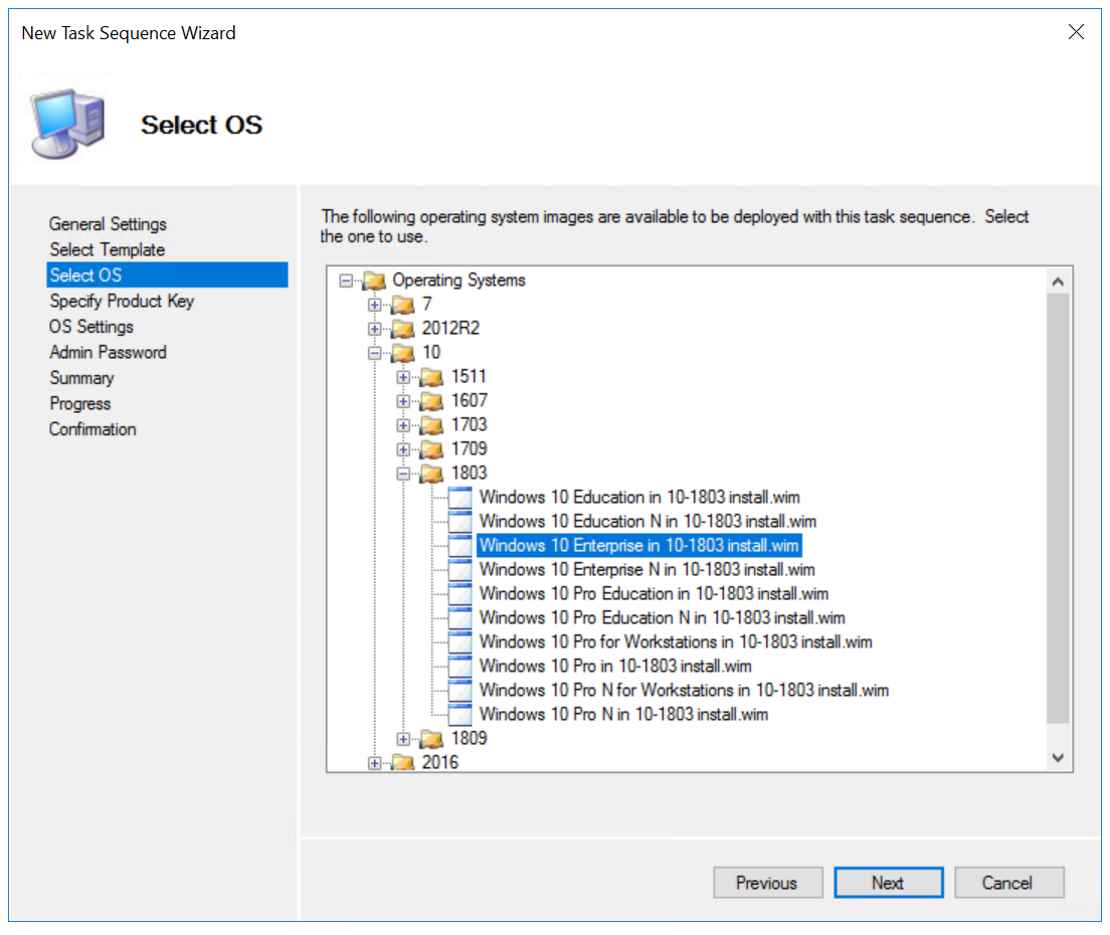 New Task Sequence Wizard
Select OS
General Settings
Select Template
Select OS
Specify Product Key
OS Settings
Admin Password
Summary
Progress
Confirmation
The following operating system images are available to be deployed with this task sequence.  Select
the one to use.
Operating Systems
7
2012R2
10
1511
1607
1703
1709
1803
Windows 10 Education in 10-1803 install.wim
Windows 10 Education N in 10-1803 install.wim
Windows 10 Enterprise in 10-1803 install.wim
Windows 10 Enterprise N in 10-1803 install.wim
Windows 10 Pro Education in 10-1803 install.wim
Windows 10 Pro Education N in 10-1803 install.wim
Windows 10 Pro for Workstations in 10-1803 install.wim
Windows 10 Pro in 10-1803 install.wim
Windows 10 Pro N for Workstations in 10-1803 install.wim
Windows 10 Pro N in 10-1803 install.wim
1809
2016
Previous
Next
Cancel